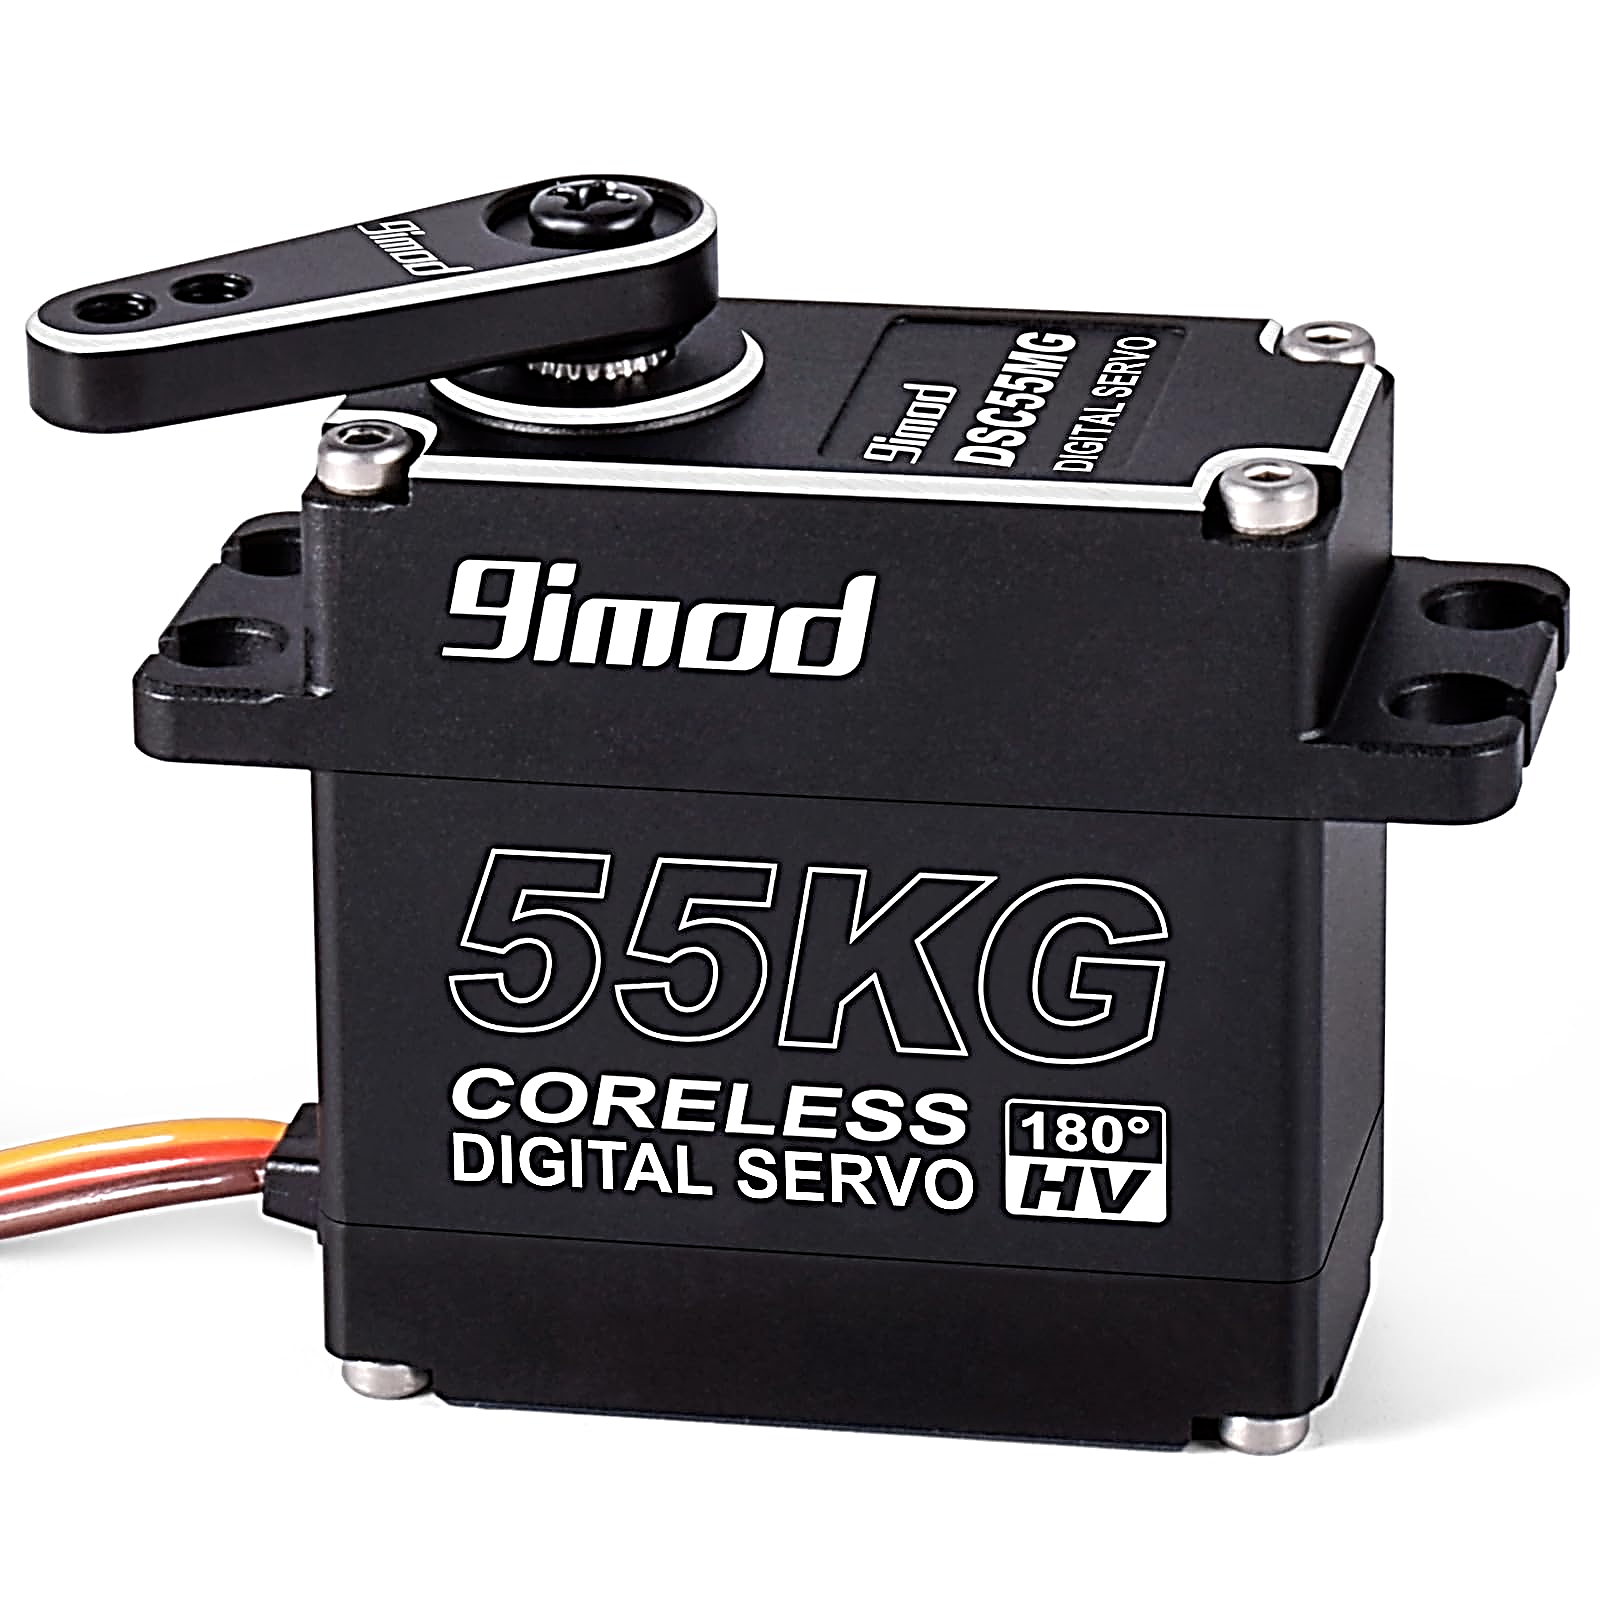 9imod
9imod
DSC55MG
DIGITAL SERVO
9imod
55KG
CORELESS
DIGITAL SERVO
180°
HV